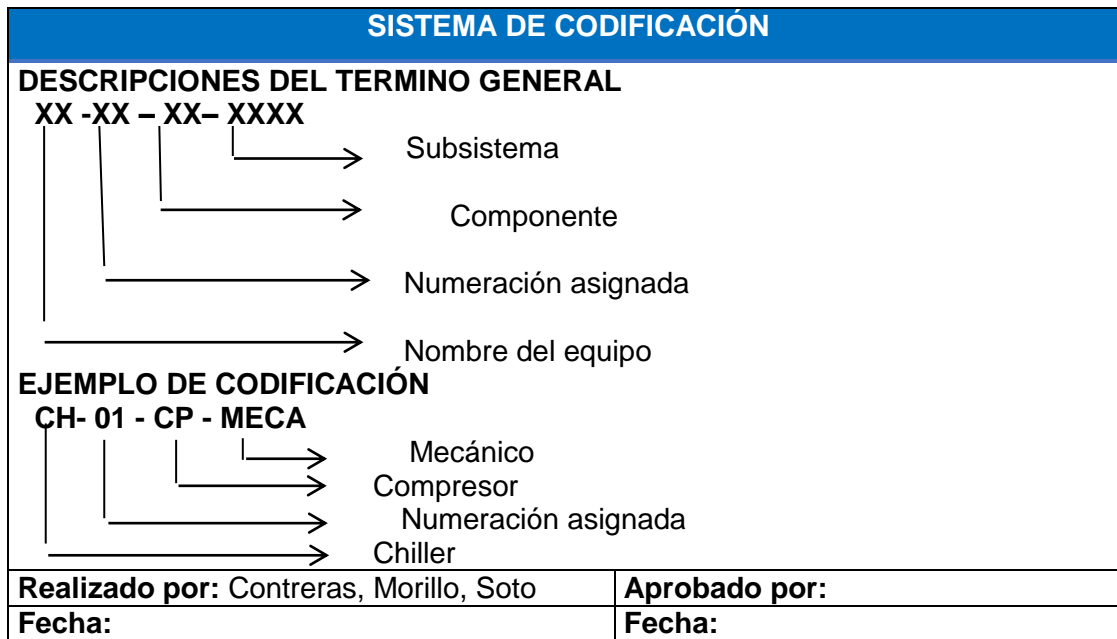 SISTEMA DE CODIFICACIÓN
DESCRIPCIONES DEL TERMINO GENERAL
XX -XX – XX– XXXX
Subsistema
Componente
Numeración asignada
Nombre del equipo
EJEMPLO DE CODIFICACIÓN
CH- 01 - CP - MECA
Mecánico
Compresor
Numeración asignada
Chiller
Realizado por: Contreras, Morillo, Soto
Aprobado por:
Fecha:
Fecha: